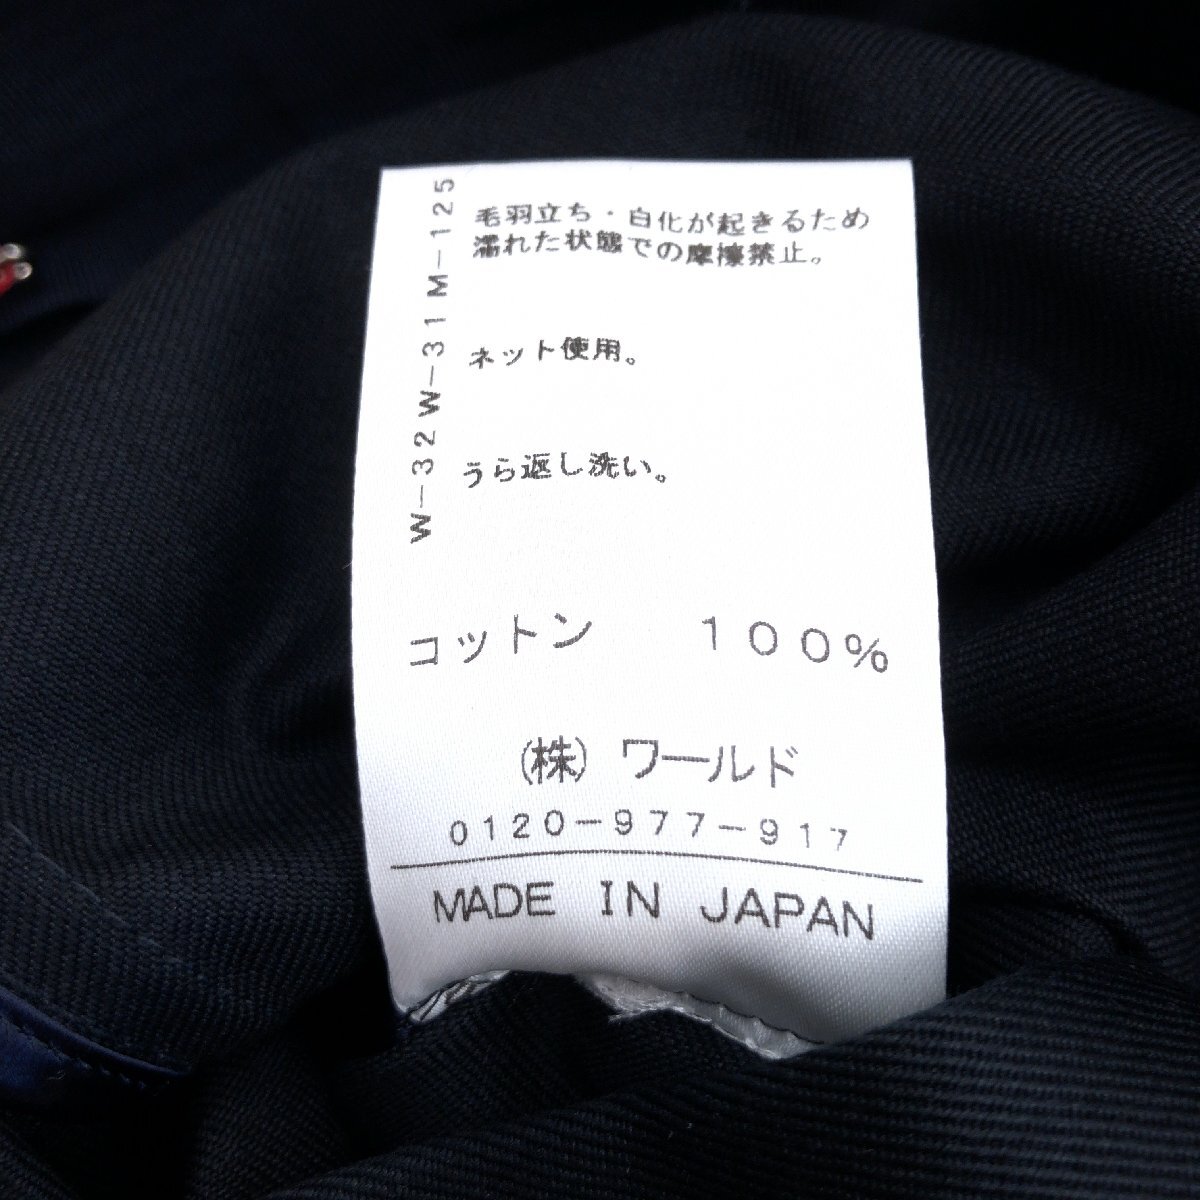 毛羽立ち・白化が起きるため
濡れた状態での摩擦禁止。
ネット使用。
うら返し洗い。
W-32W-31M-125
コットン 100%
(株) ワールド
0120-977-917
MADE IN JAPAN